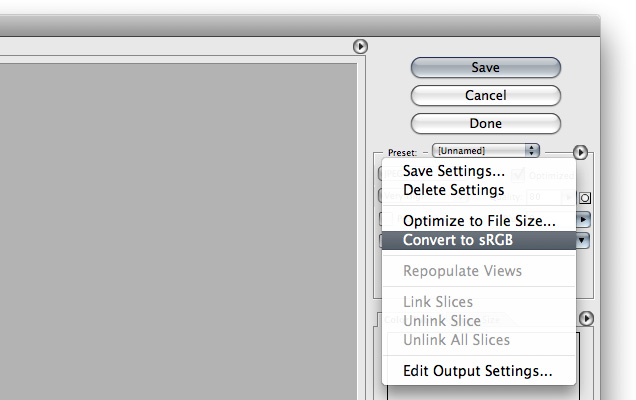 Save
Cancel
Done
Preset: [Unnamed]
Save Settings...
Delete Settings
Optimize to File Size...
Convert to sRGB
Repopulate Views
Link Slices
Unlink Slice
Unlink All Slices
Edit Output Settings...